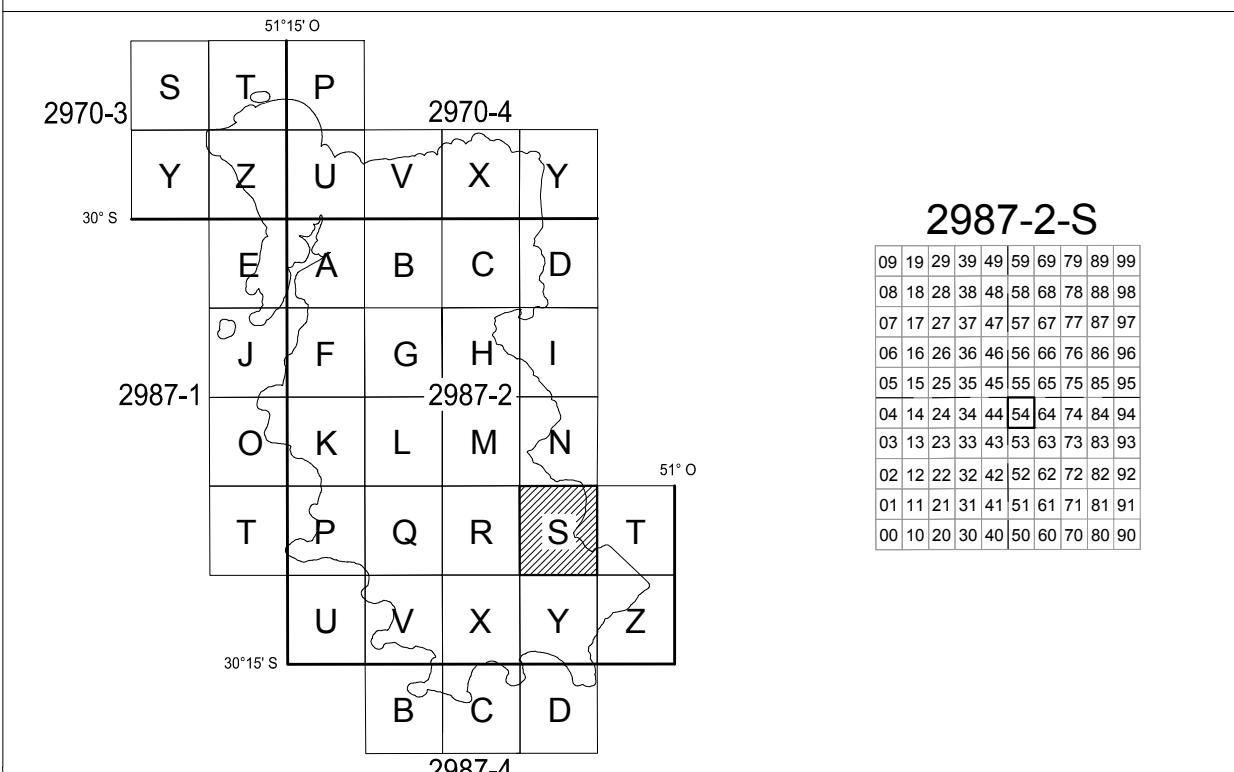 51°15' O
S T P
2970-3 2970-4
Y Z U V X Y
30° S
E A B C D
J F G H I
2987-1 2987-2
O K L M N
51° O
T P Q R S T
U V X Y Z
30°15' S
B C D
2987-4
2987-2-S
09 19 29 39 49 59 69 79 89 99
08 18 28 38 48 58 68 78 88 98
07 17 27 37 47 57 67 77 87 97
06 16 26 36 46 56 66 76 86 96
05 15 25 35 45 55 65 75 85 95
04 14 24 34 44 54 64 74 84 94
03 13 23 33 43 53 63 73 83 93
02 12 22 32 42 52 62 72 82 92
01 11 21 31 41 51 61 71 81 91
00 10 20 30 40 50 60 70 80 90